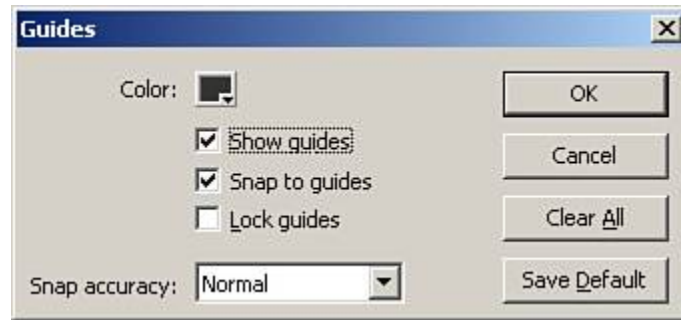 Guides
Color:
OK
Show guides
Cancel
Snap to guides
Lock guides
Clear All
Snap accuracy: Normal
Save Default